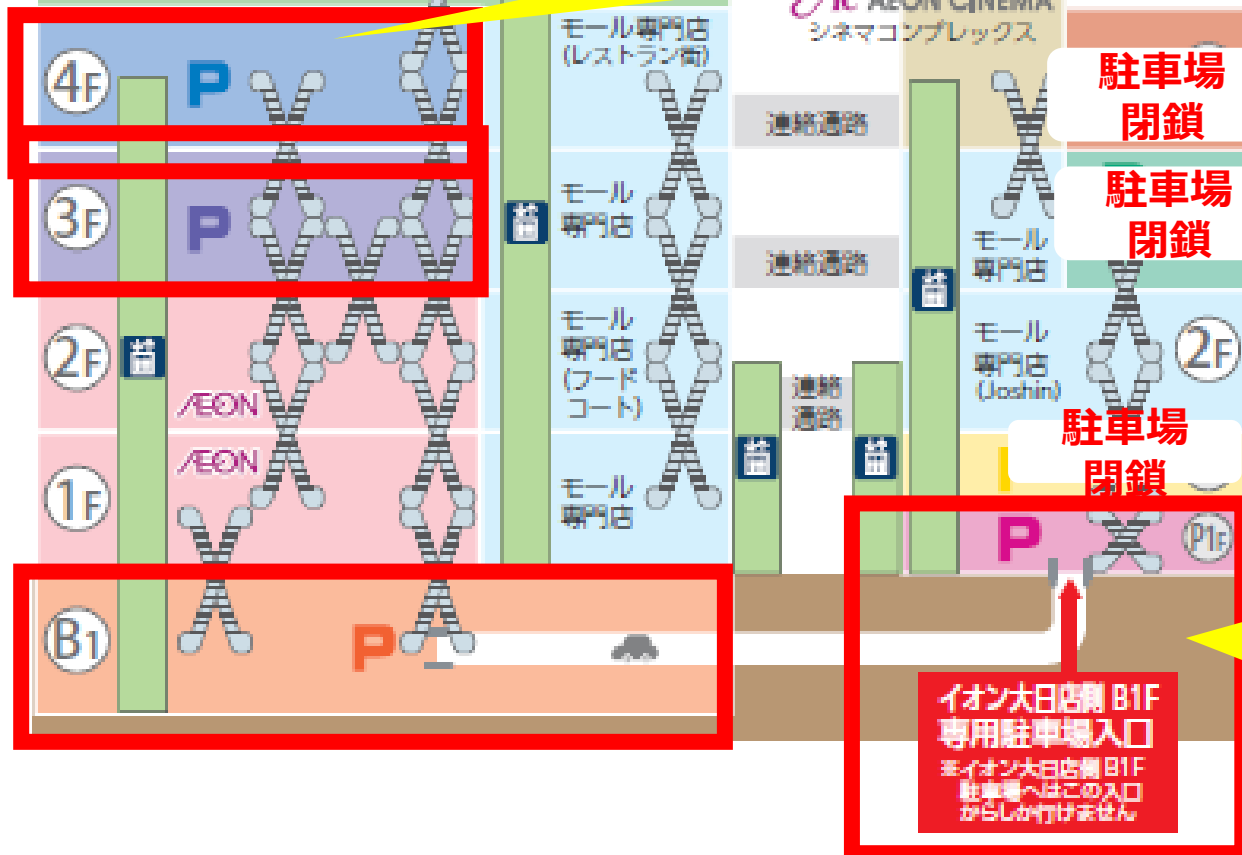 ÆON CINEMA
シネマコンプレックス
モール専門店
(レストラン街)
4F
P
駐車場
閉鎖
連絡通路
3F
P
モール
専門店
駐車場
閉鎖
連絡通路
モール
専門店
2F
モール
専門店
(フード
コート)
モール
専門店
(Joshin)
2F
連絡
通路
ÆON
駐車場
閉鎖
ÆON
1F
モール
専門店
P
P1F
B1
P
イオン大日店側 B1F
専用駐車場入口
※イオン大日店側 B1F
駐車場へはこの入口
からしか行けません